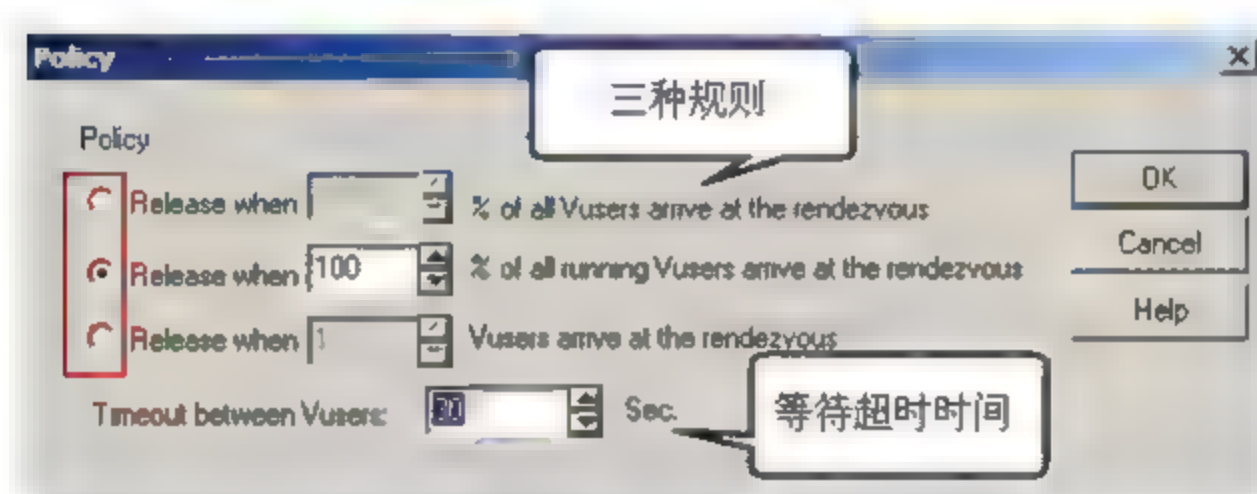 Policy
三种规则
Policy
Release when % of all Vusers arrive at the rendezvous
Release when 100 % of all running Vusers arrive at the rendezvous
Release when 1 Vusers arrive at the rendezvous
Timeout between Vusers: 30 Sec.
等待超时时间
OK
Cancel
Help